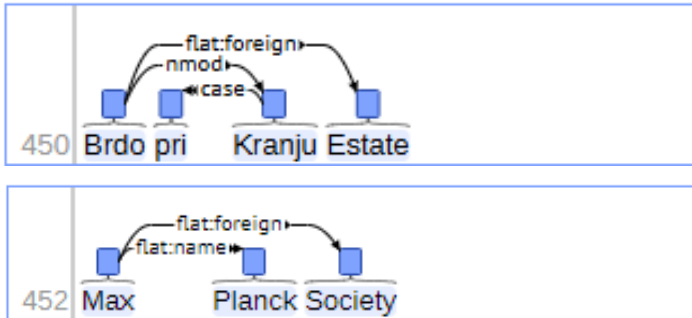 flat:foreign
nmod
case
450 Brdo pri Kranju Estate
flat:foreign
flat:name
452 Max Planck Society